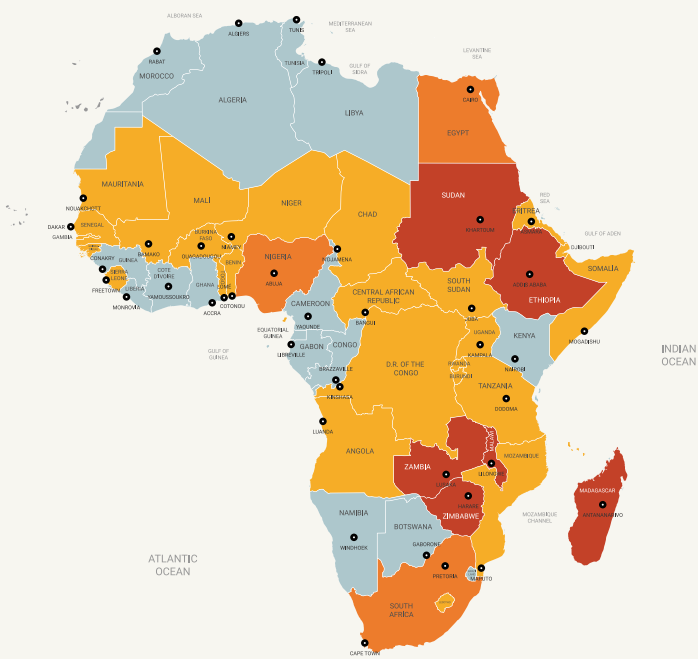 ALBORAN SEA
ALGIERS
TUNIS
MEDITERRANEAN
SEA
RABAT
MOROCCO
TUNISIA
TRIPOLI
GULF OF
SIDRA
LEVANTINE
SEA
ALGERIA
LIBYA
CAIRO
EGYPT
MAURITANIA
NOUAKCHOTT
MALI
NIGER
CHAD
SUDAN
KHARTOUM
RED
SEA
ERITREA
GULF OF ADEN
DAKAR
SENEGAL
GAMBIA
BAMAKO
BURKINA
FASO
OUAGADOUGOU
NIAMEY
NDJAMENA
DJIBOUTI
CONAKRY
GUINEA
SIERRA
LEONE
FREETOWN
LIBERIA
MONROVIA
COTE
D'IVOIRE
YAMOUSSOUKRO
GHANA
ACCRA
LOME
BENIN
COTONOU
NIGERIA
ABUJA
ADDIS ABABA
ETHIOPIA
SOMALIA
CAMEROON
YAOUNDE
CENTRAL AFRICAN
REPUBLIC
BANGUI
SOUTH
SUDAN
JUBA
EQUATORIAL
GUINEA
GULF OF
GUINEA
LIBREVILLE
GABON
CONGO
BRAZZAVILLE
KINSHASA
D.R. OF THE
CONGO
UGANDA
KAMPALA
RWANDA
BURUNDI
KENYA
NAIROBI
MOGADISHU
INDIAN
OCEAN
TANZANIA
DODOMA
LUANDA
ANGOLA
ZAMBIA
LUSAKA
MALAWI
LILONGWE
MOZAMBIQUE
HARARE
ZIMBABWE
MOZAMBIQUE
CHANNEL
MADAGASCAR
ANTANANARIVO
NAMIBIA
WINDHOEK
BOTSWANA
GABORONE
PRETORIA
MAPUTO
ATLANTIC
OCEAN
SOUTH
AFRICA
CAPE TOWN